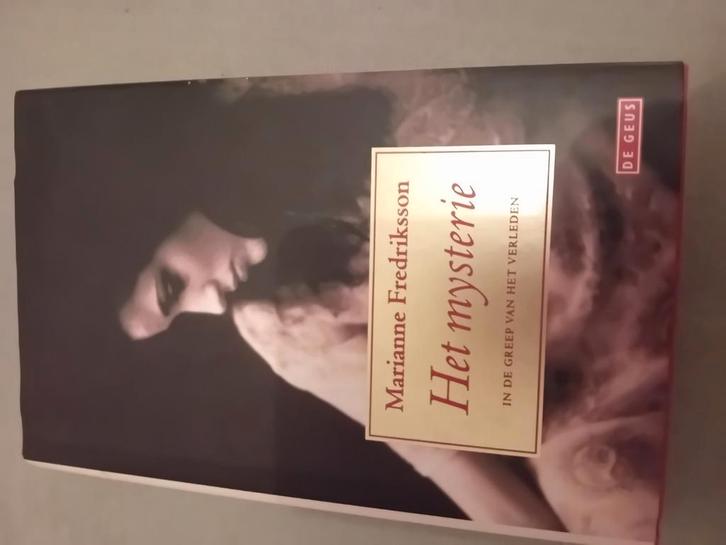 Marianne Fredriksson
Het mysterie
IN DE GREEP VAN HET VERLEDEN
DE GEUS